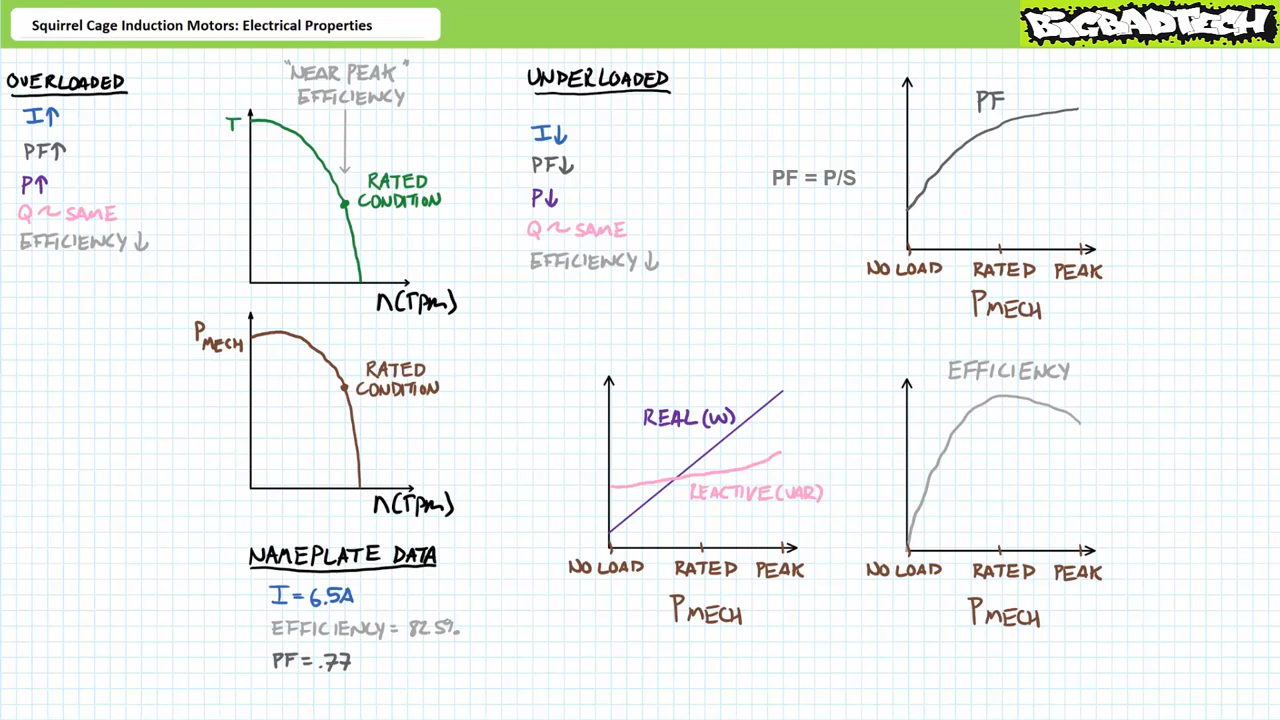 Squirrel Cage Induction Motors: Electrical Properties
BIGBADTECH
OVERLOADED
I↑
PF↑
P↑
Q ~ SAME
EFFICIENCY ↓
"NEAR PEAK"
EFFICIENCY
T
RATED
CONDITION
n(rpm)
PMECH
RATED
CONDITION
n(rpm)
NAMEPLATE DATA
I = 6.5A
EFFICIENCY = 82.5%
PF = .77
UNDERLOADED
I↓
PF↓
P↓
Q ~ SAME
EFFICIENCY ↓
PF = P/S
PF
NO LOAD RATED PEAK
PMECH
REAL (W)
REACTIVE (VAR)
NO LOAD RATED PEAK
PMECH
EFFICIENCY
NO LOAD RATED PEAK
PMECH